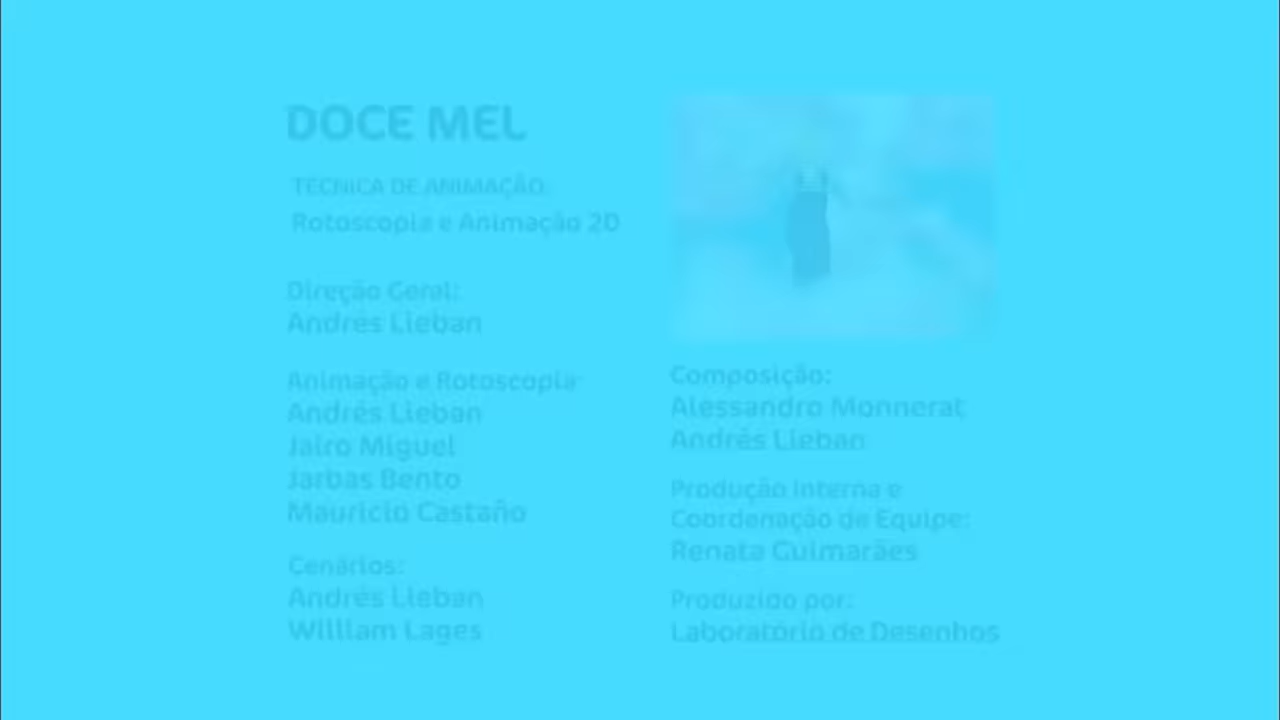 DOCE MEL
TÉCNICA DE ANIMAÇÃO:
Rotoscopia e Animação 2D
Direção Geral:
Andrés Lieban
Animação e Rotoscopia:
Andrés Lieban
Jairo Miguel
Jarbas Bento
Mauricio Castaño
Cenários:
Andrés Lieban
William Lages
Composição:
Alessandro Monnerat
Andrés Lieban
Produção Interna e
Coordenação de Equipe:
Renata Guimarães
Produzido por:
Laboratório de Desenhos